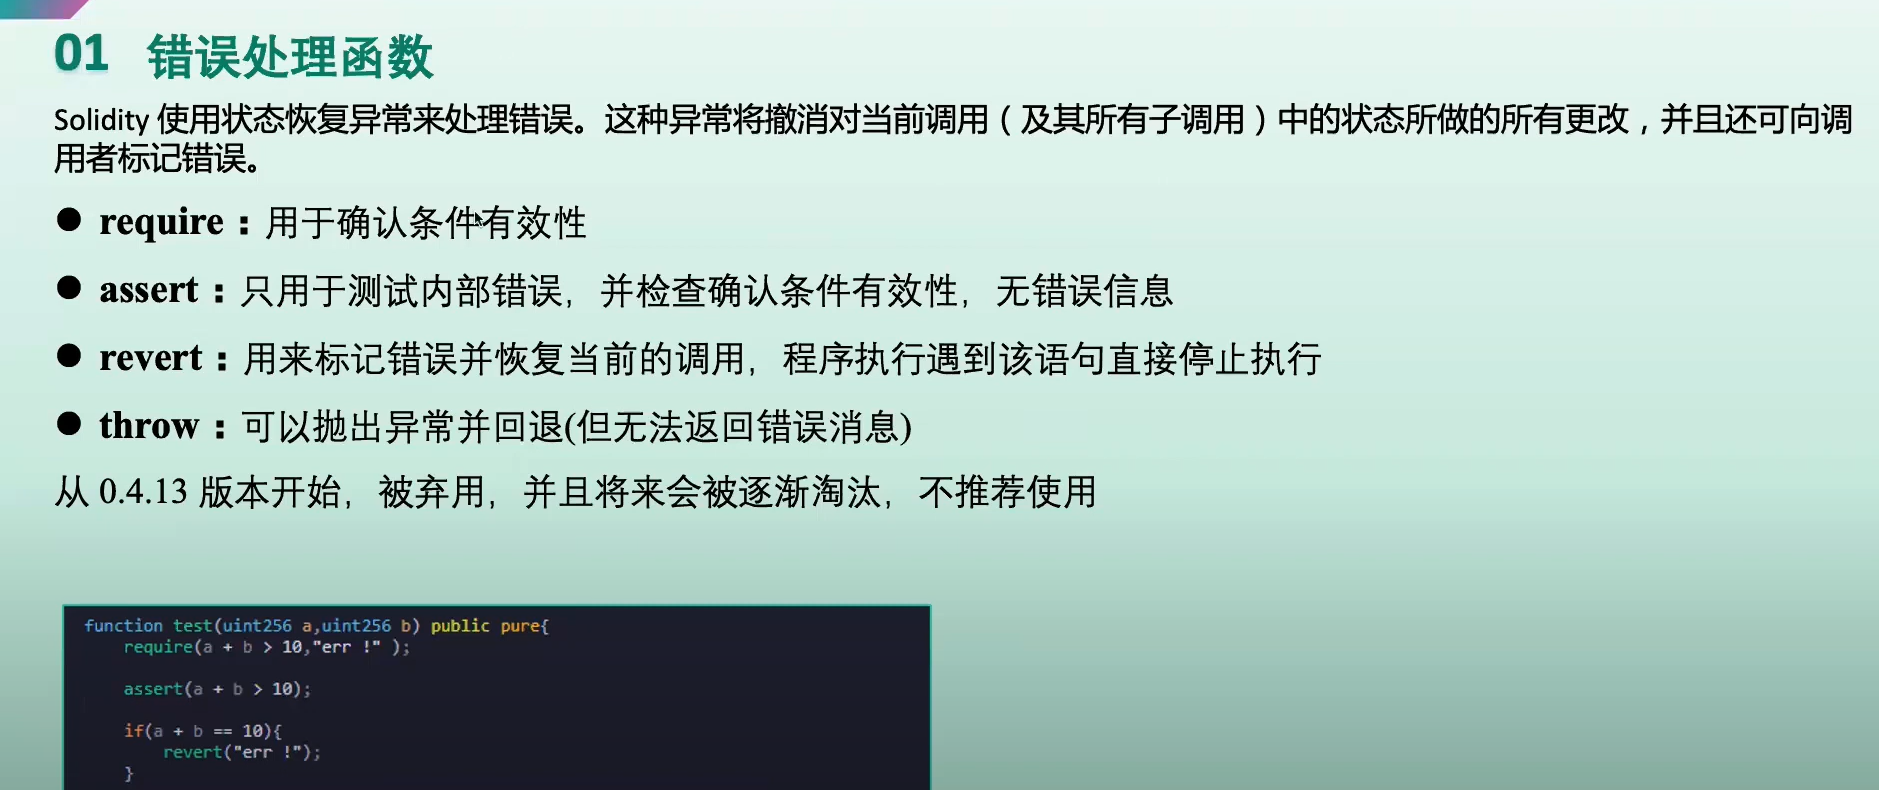 01 错误处理函数
Solidity 使用状态恢复异常来处理错误。这种异常将撤消对当前调用（及其所有子调用）中的状态所做的所有更改，并且还可向调
用者标记错误。
● require：用于确认条件有效性
● assert：只用于测试内部错误，并检查确认条件有效性，无错误信息
● revert：用来标记错误并恢复当前的调用，程序执行遇到该语句直接停止执行
● throw：可以抛出异常并回退(但无法返回错误消息)
从 0.4.13 版本开始，被弃用，并且将来会被逐渐淘汰，不推荐使用
function test(uint256 a,uint256 b) public pure{
require(a + b > 10,"err !" );
assert(a + b > 10);
if(a + b == 10){
revert("err !");
}